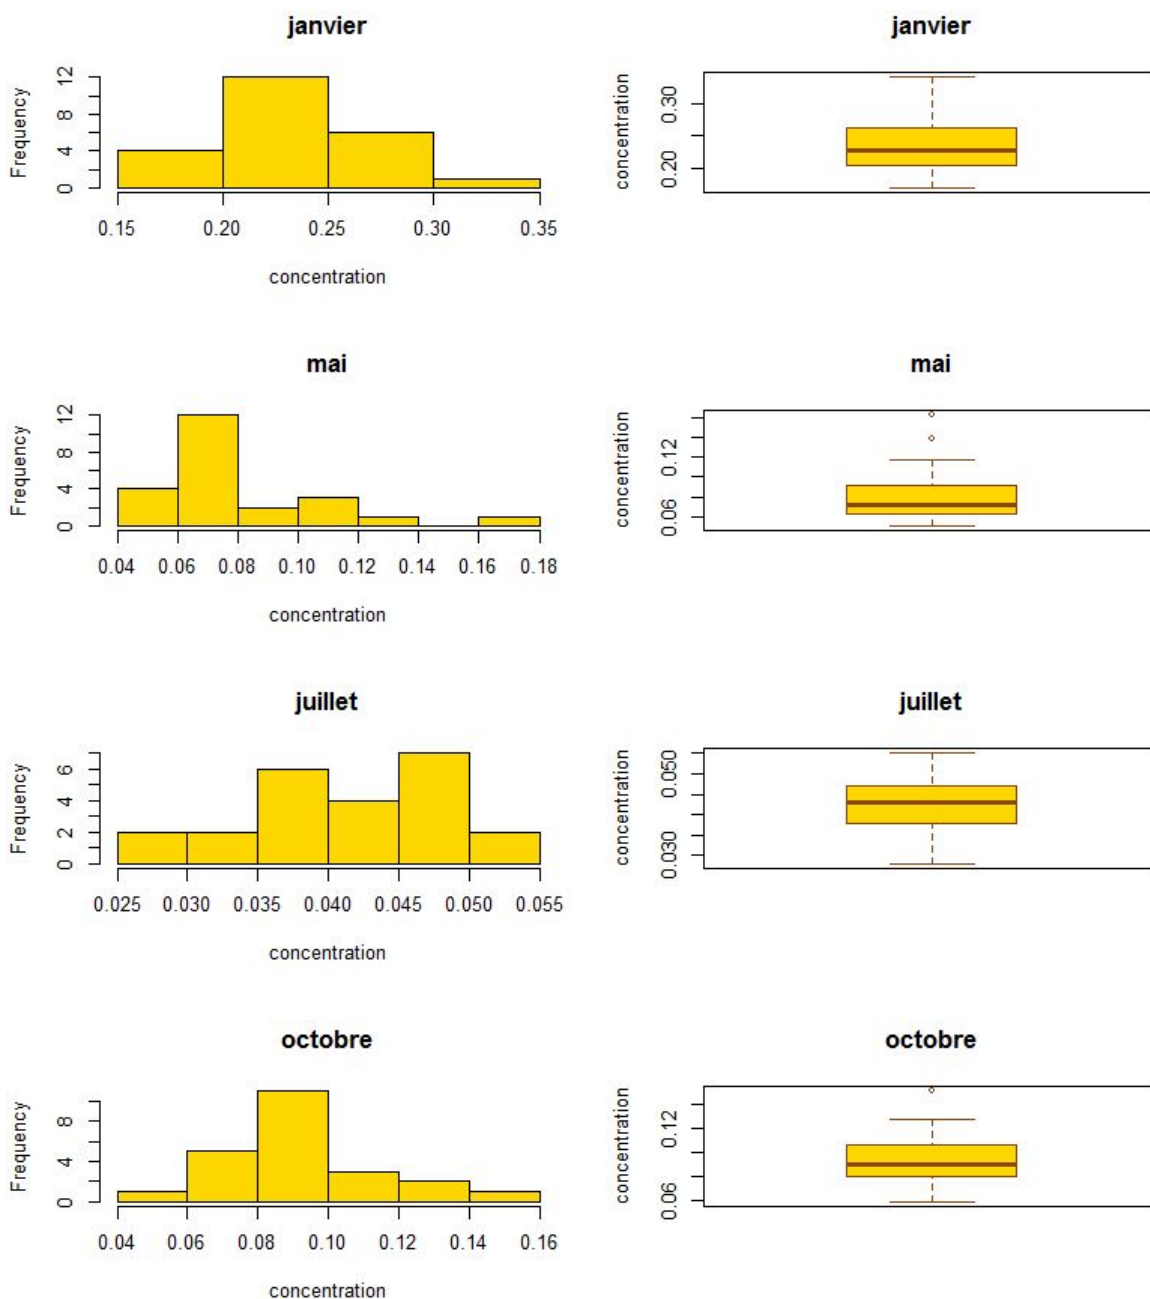 janvier
Frequency
12
8
4
0
0.15 0.20 0.25 0.30 0.35
concentration
janvier
concentration
0.30
0.20
mai
Frequency
12
8
4
0
0.04 0.06 0.08 0.10 0.12 0.14 0.16 0.18
concentration
mai
concentration
0.12
0.06
juillet
Frequency
6
4
2
0
0.025 0.030 0.035 0.040 0.045 0.050 0.055
concentration
juillet
concentration
0.050
0.030
octobre
Frequency
8
4
0
0.04 0.06 0.08 0.10 0.12 0.14 0.16
concentration
octobre
concentration
0.12
0.06